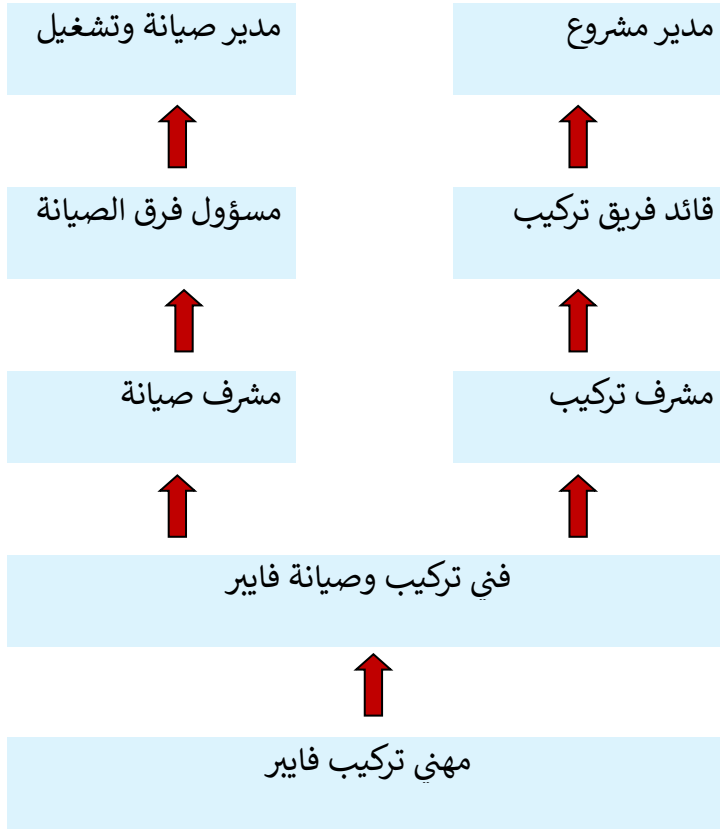 مدير مشروع
مدير صيانة وتشغيل
قائد فريق تركيب
مسؤول فرق الصيانة
مشرف تركيب
مشرف صيانة
فني تركيب وصيانة فايبر
مهني تركيب فايبر